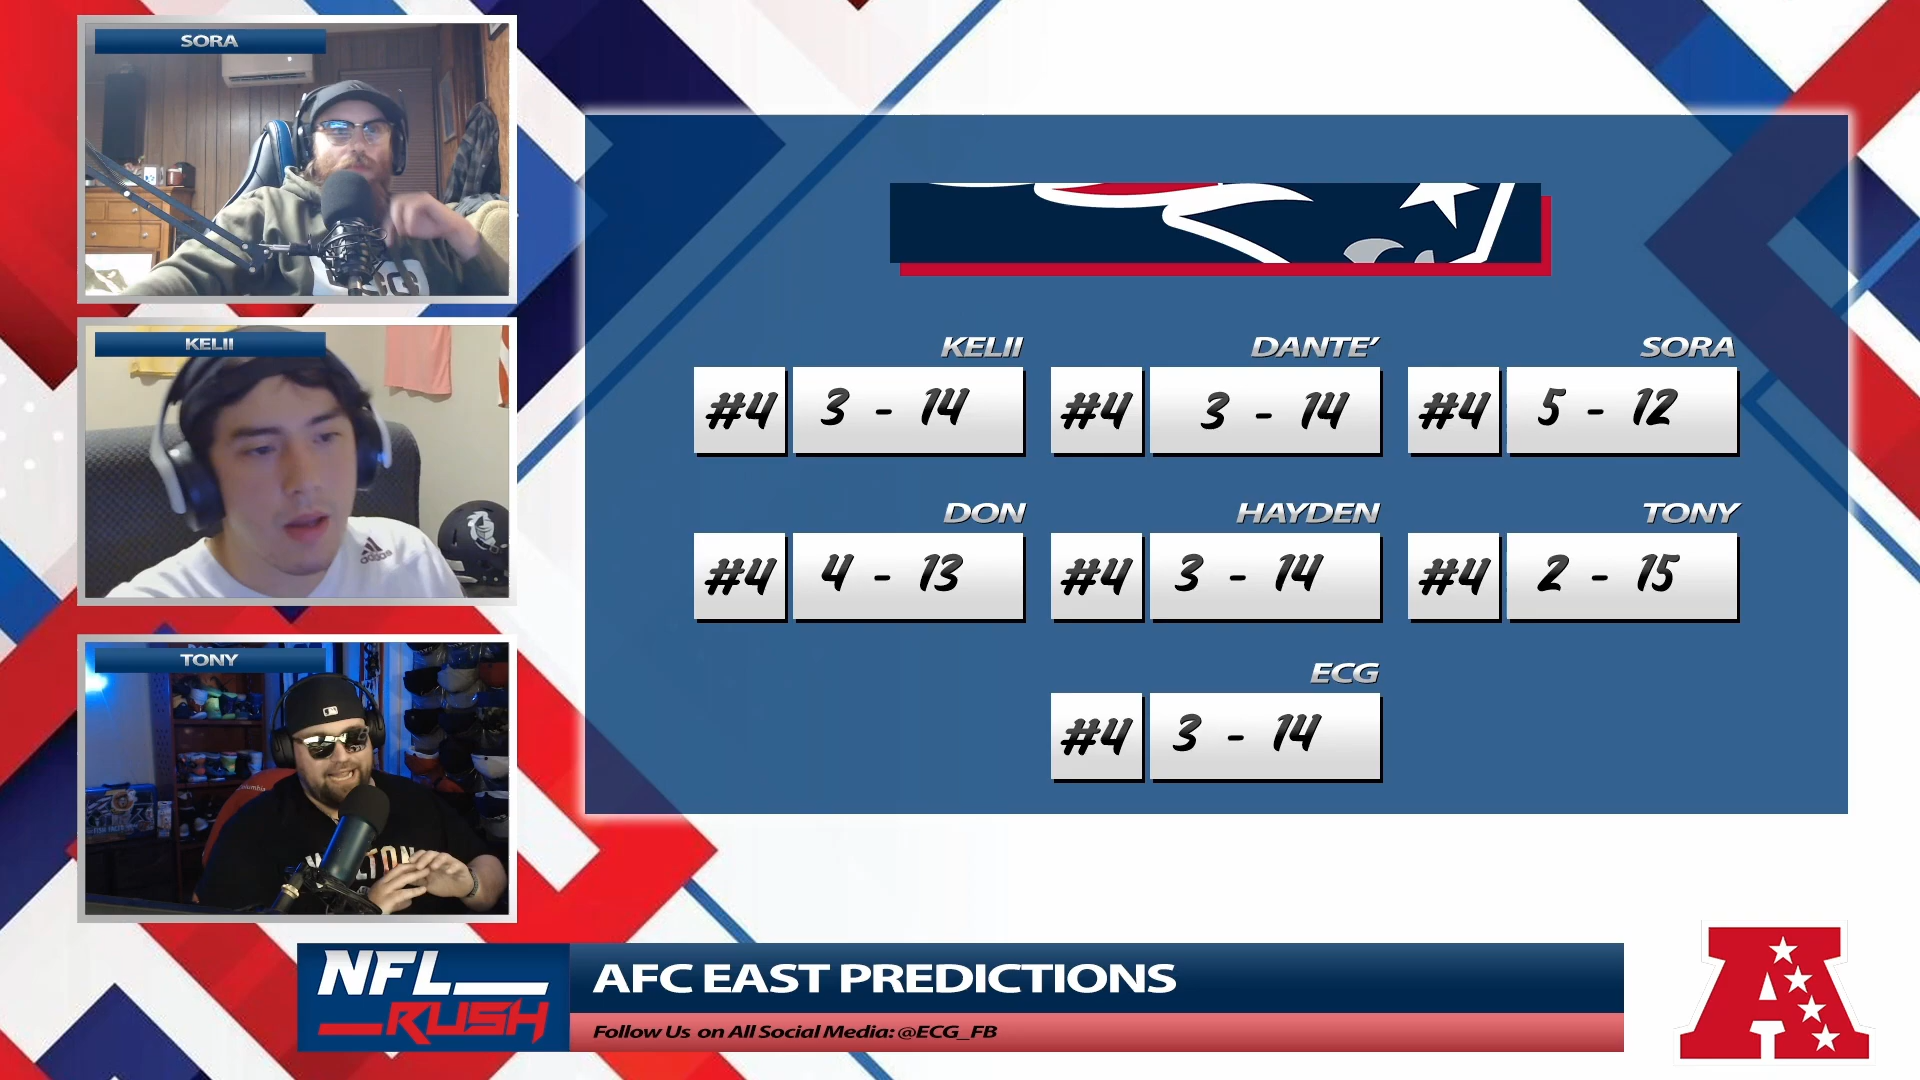 SORA
KELII
TONY
KELII DANTE' SORA
#4 3 - 14 #4 3 - 14 #4 5 - 12
DON HAYDEN TONY
#4 4 - 13 #4 3 - 14 #4 2 - 15
ECG
#4 3 - 14
adidas
NFL
RUSH
AFC EAST PREDICTIONS
Follow Us on All Social Media: @ECG_FB
A